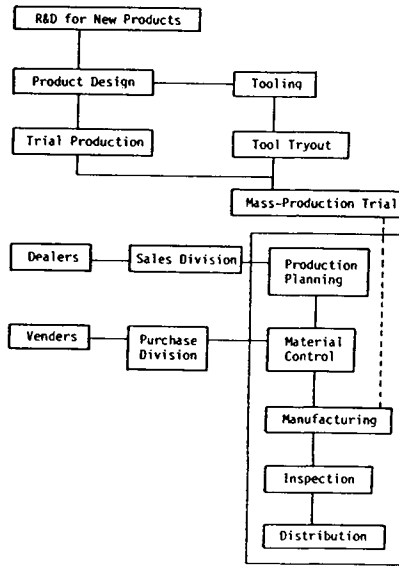 R&D for New Products
Product Design
Tooling
Trial Production
Tool Tryout
Mass-Production Trial
Dealers
Sales Division
Production
Planning
Venders
Purchase
Division
Material
Control
Manufacturing
Inspection
Distribution